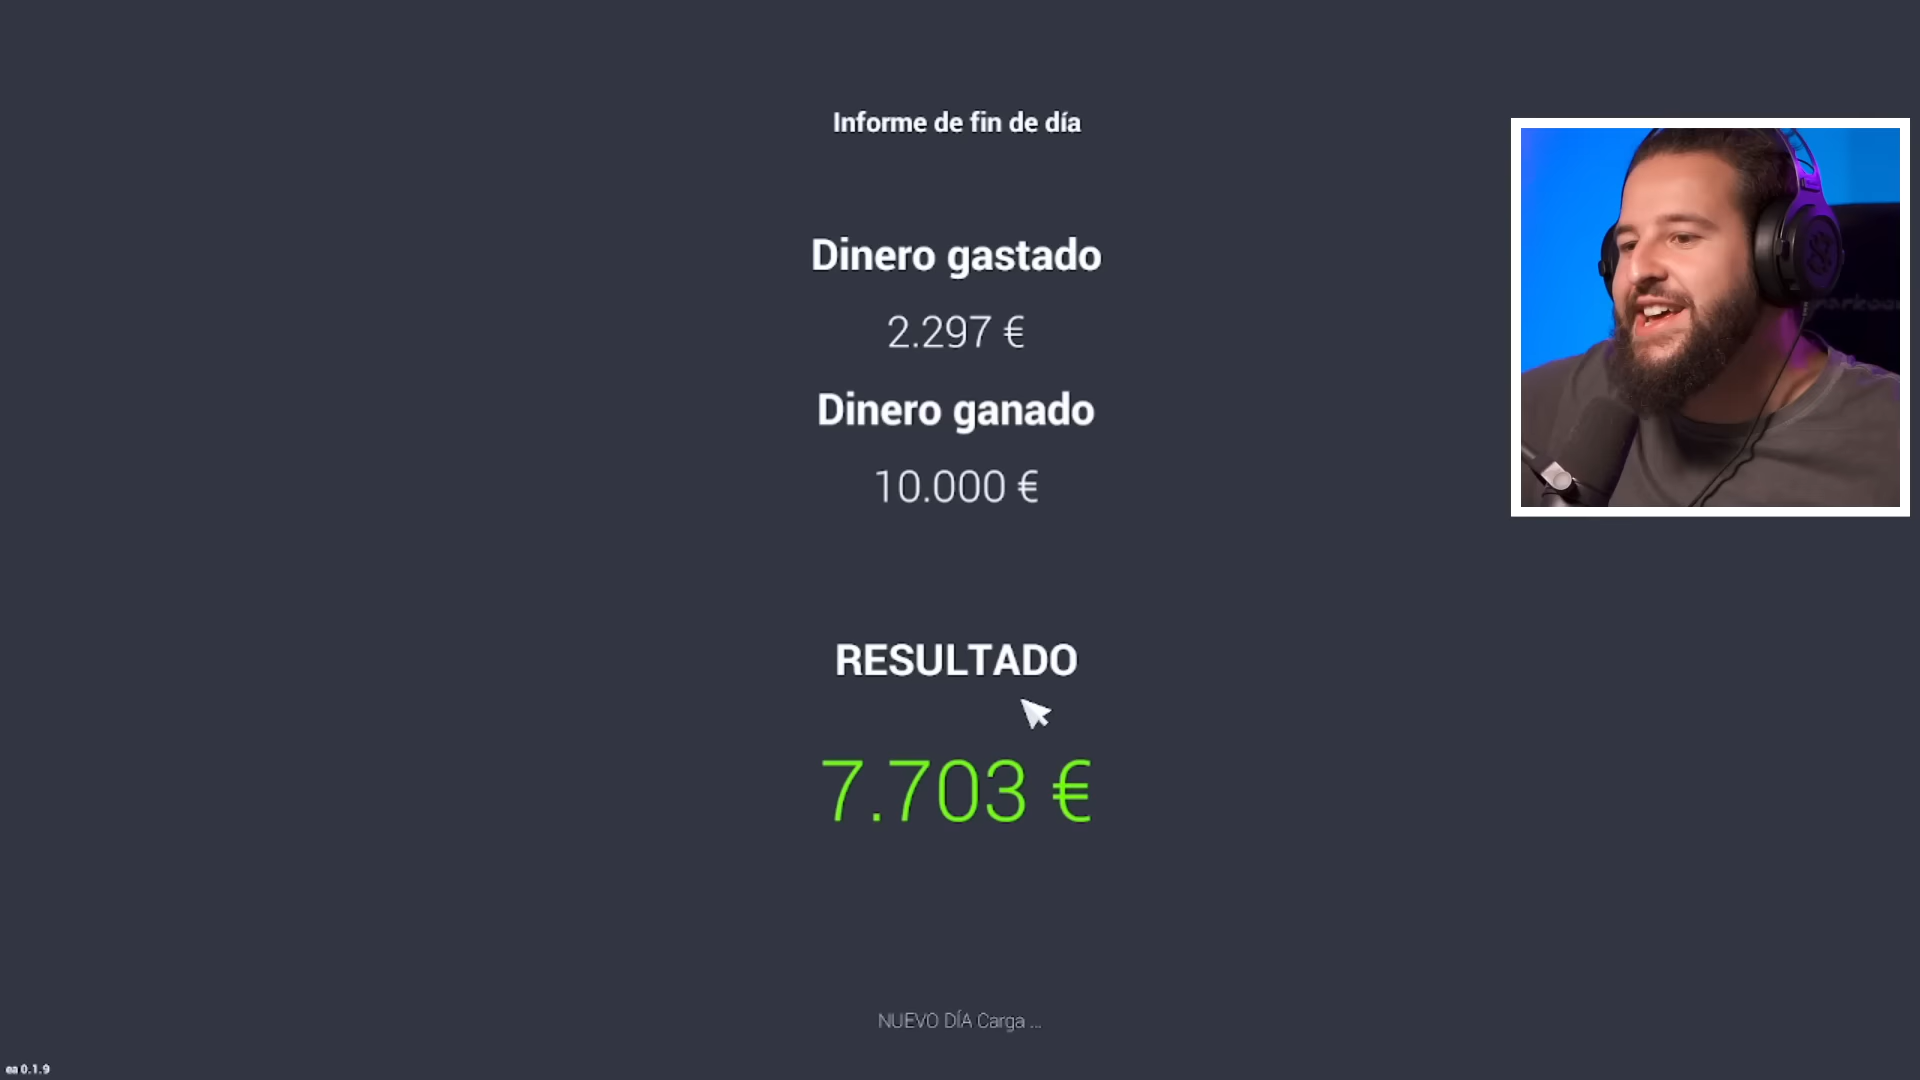 Informe de fin de día
Dinero gastado
2.297 €
Dinero ganado
10.000 €
RESULTADO
7.703 €
NUEVO DÍA Carga ...
ea 0.1.9